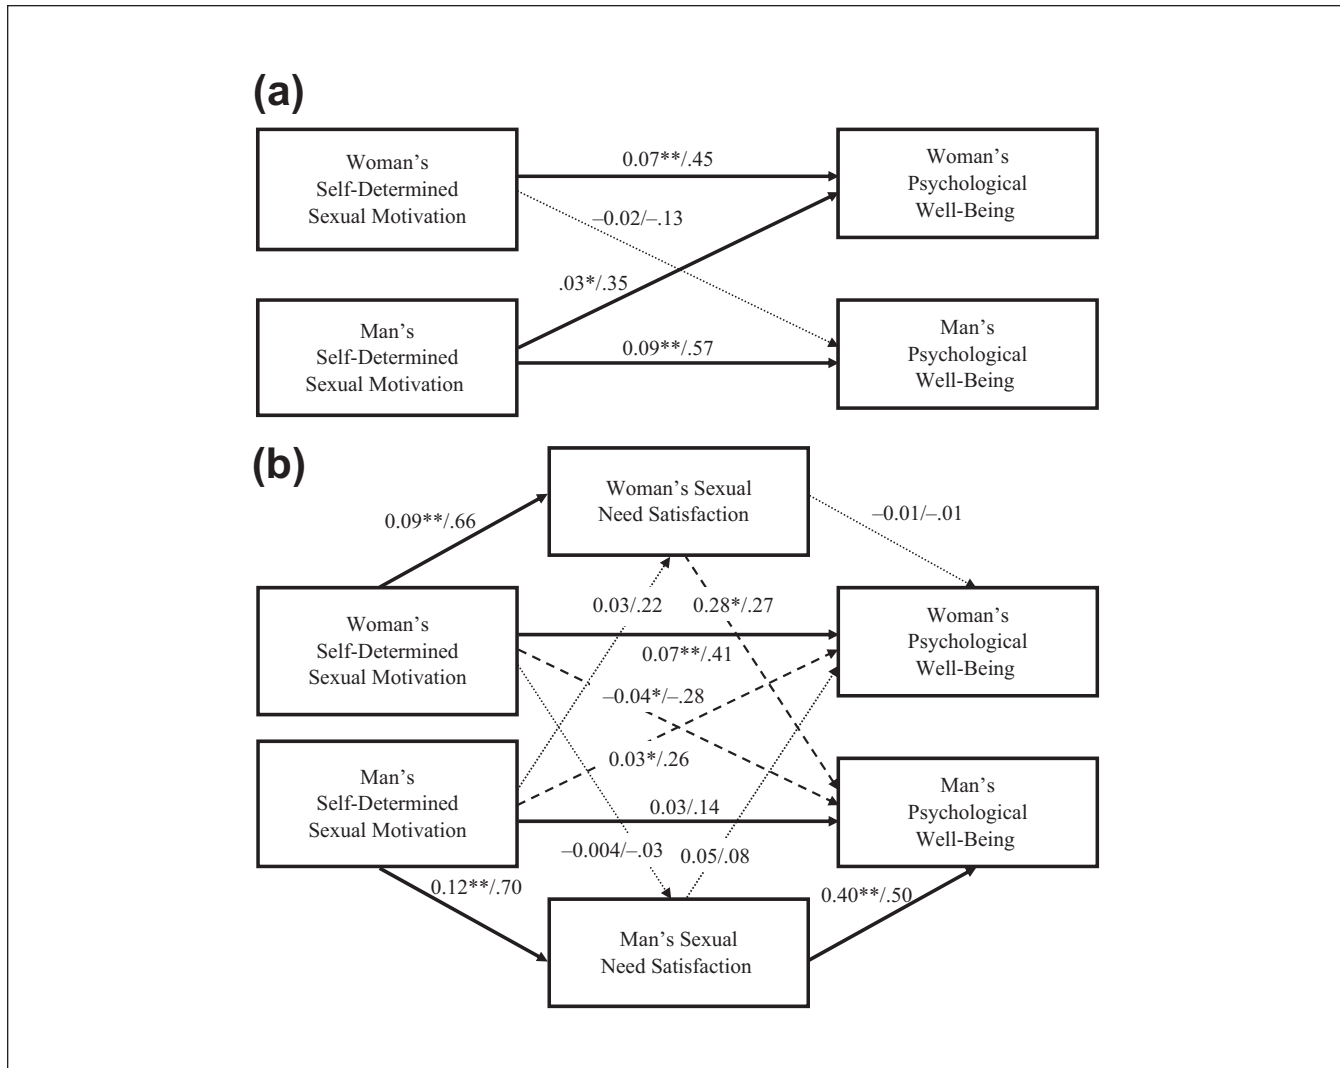 (a)
Woman's
Self-Determined
Sexual Motivation
0.07**/.45
Woman's
Psychological
Well-Being
–0.02/–.13
.03*/.35
Man's
Self-Determined
Sexual Motivation
0.09**/.57
Man's
Psychological
Well-Being
(b)
Woman's Sexual
Need Satisfaction
0.09**/.66
–0.01/–.01
Woman's
Self-Determined
Sexual Motivation
0.03/.22
0.28*/.27
0.07**/.41
Woman's
Psychological
Well-Being
–0.04*/–.28
0.03*/.26
Man's
Self-Determined
Sexual Motivation
0.03/.14
Man's
Psychological
Well-Being
–0.004/–.03
0.05/.08
0.12**/.70
0.40**/.50
Man's Sexual
Need Satisfaction